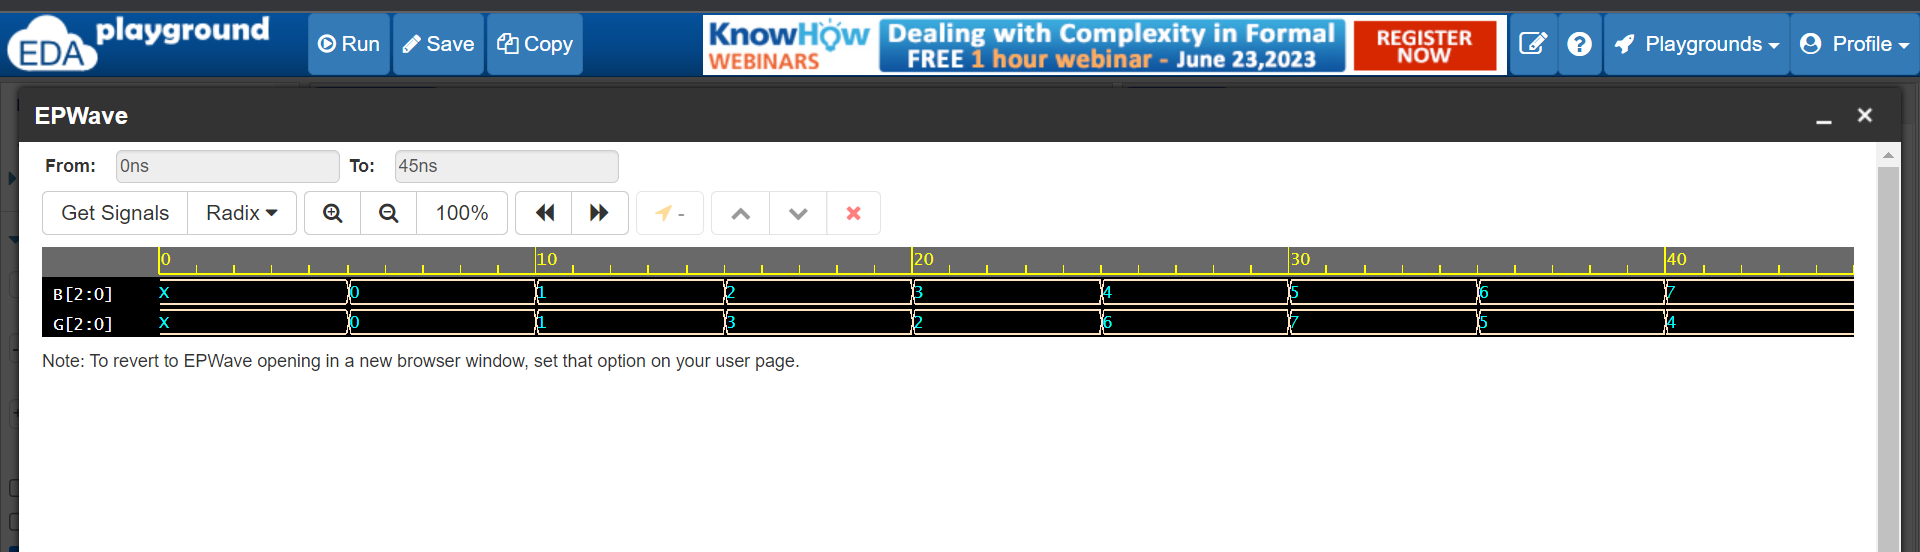 EDA playground
Run
Save
Copy
KnowHow
WEBINARS
Dealing with Complexity in Formal
FREE 1 hour webinar - June 23,2023
REGISTER
NOW
Playgrounds
Profile
EPWave
From: 0ns To: 45ns
Get Signals Radix 100% -
0 10 20 30 40
B[2:0] X 0 1 2 3 4 5 6 7
G[2:0] X 0 1 3 2 6 7 5 4
Note: To revert to EPWave opening in a new browser window, set that option on your user page.